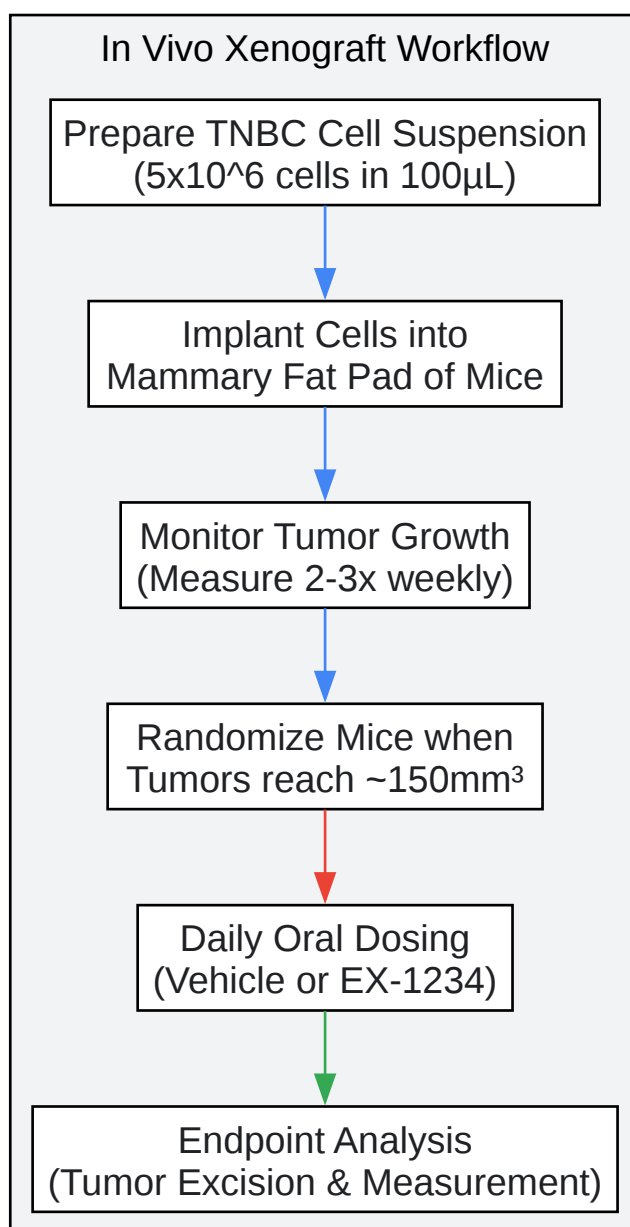 In Vivo Xenograft Workflow
Prepare TNBC Cell Suspension
(5x10^6 cells in 100µL)
Implant Cells into
Mammary Fat Pad of Mice
Monitor Tumor Growth
(Measure 2-3x weekly)
Randomize Mice when
Tumors reach ~150mm³
Daily Oral Dosing
(Vehicle or EX-1234)
Endpoint Analysis
(Tumor Excision & Measurement)